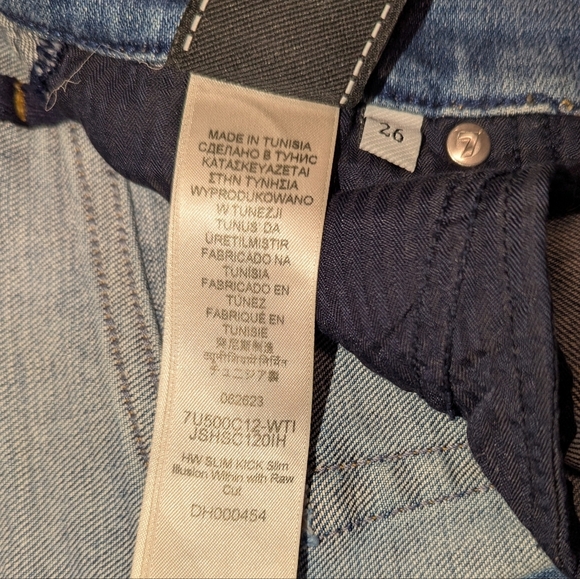 MADE IN TUNISIA
СДЕЛАНО В ТУНИС
ΚΑΤΑΣΚΕΥΑΖΕΤΑΙ
ΣΤΗΝ ΤΥΝΗΣΙΑ
WYPRODUKOWANO
W TUNEZJI
TUNUS' DA
ÜRETILMISTIR
FABRICADO NA
TUNÍSIA
FABRICADO EN
TÚNEZ
FABRIQUÉ EN
TUNISIE
突尼斯制造
チュニジア製
062623
7U500C12-WTI
JSHSC120IH
HW SLIM KICK Slim
Illusion Within with Raw
Cut
DH000454
26
7